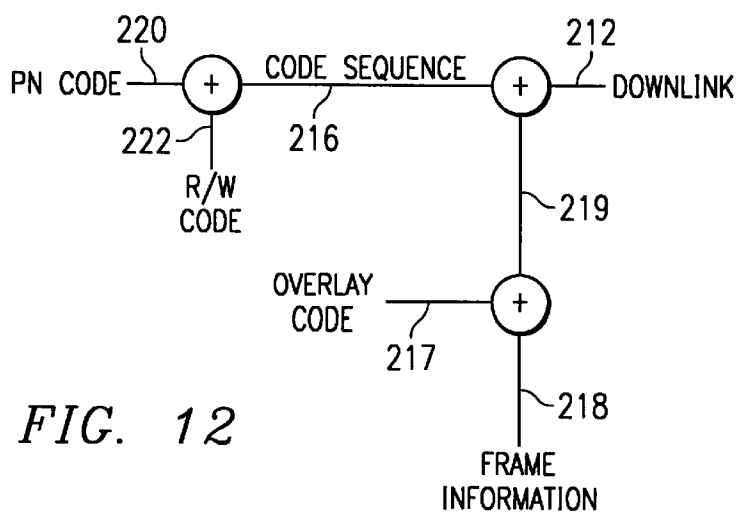 220
212
PN CODE
+
CODE SEQUENCE
+
DOWNLINK
222
216
R/W
CODE
219
OVERLAY
CODE
+
217
218
FIG. 12
FRAME
INFORMATION